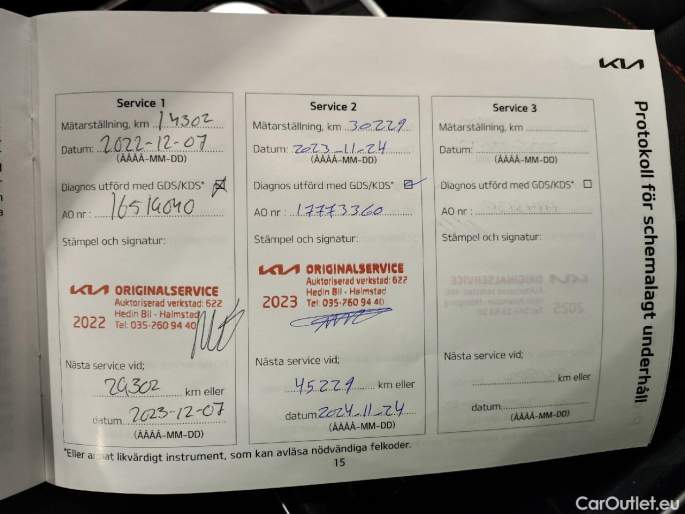 KIA
Protokoll för schemalagt underhåll
Service 1
Mätarställning, km 14302
Datum: 2022-12-07
(ÅÅÅÅ-MM-DD)
Diagnos utförd med GDS/KDS*
AO nr: 16519040
Stämpel och signatur:
KIA ORIGINALSERVICE
Auktoriserad verkstad: 622
Hedin Bil - Halmstad
2022 Tel: 035-760 94 40
Nästa service vid;
29302 km eller
datum 2023-12-07
(ÅÅÅÅ-MM-DD)
Service 2
Mätarställning, km 30229
Datum: 2023-11-24
(ÅÅÅÅ-MM-DD)
Diagnos utförd med GDS/KDS*
AO nr: 17773360
Stämpel och signatur:
KIA ORIGINALSERVICE
Auktoriserad verkstad: 622
Hedin Bil - Halmstad
2023 Tel: 035-760 94 40
Nästa service vid;
45229 km eller
datum 2024-11-24
(ÅÅÅÅ-MM-DD)
Service 3
Mätarställning, km
Datum:
(ÅÅÅÅ-MM-DD)
Diagnos utförd med GDS/KDS*
AO nr:
Stämpel och signatur:
Nästa service vid;
km eller
datum
(ÅÅÅÅ-MM-DD)
*Eller annat likvärdigt instrument, som kan avläsa nödvändiga felkoder.
15
CarOutlet.eu